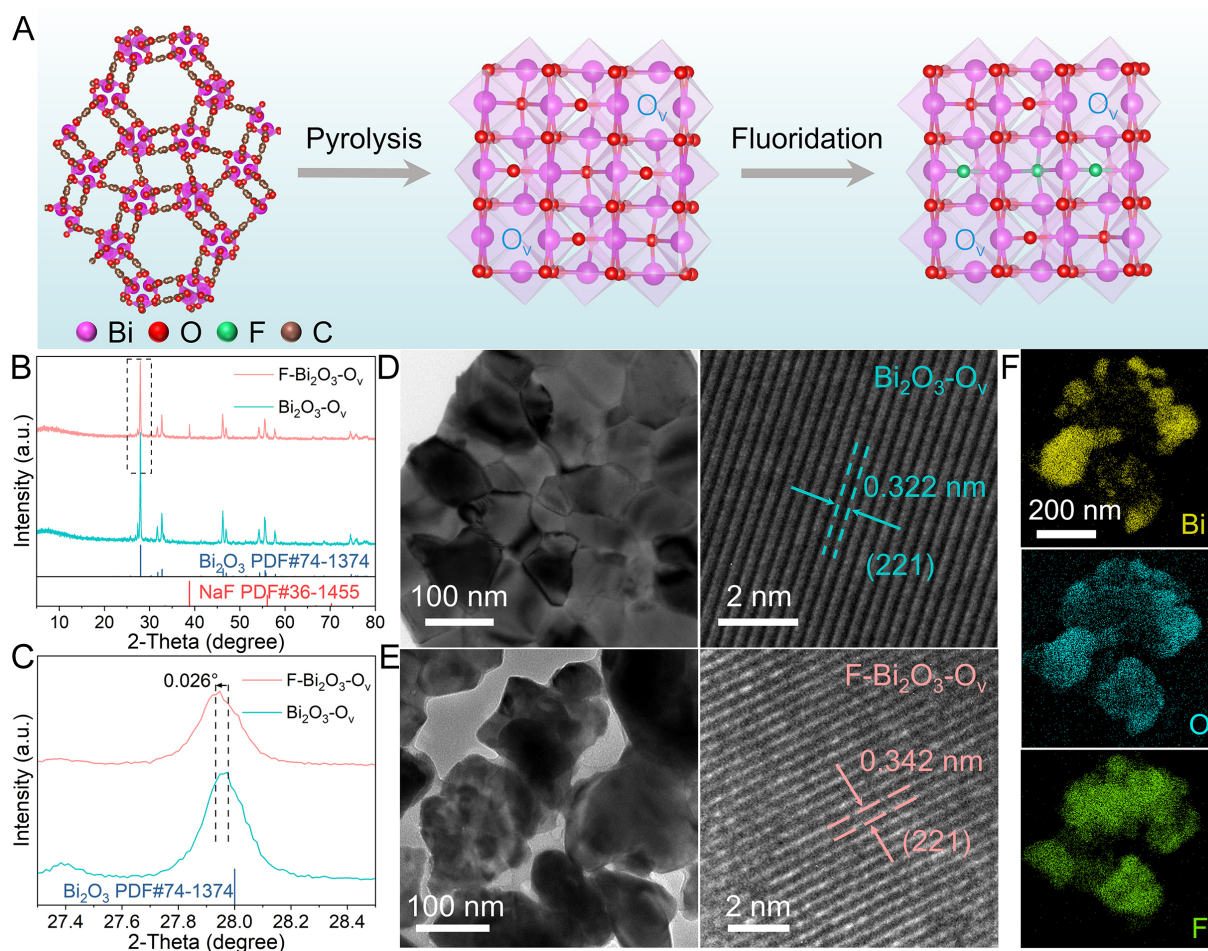 A
Pyrolysis
Fluoridation
Oᵥ
Oᵥ
Oᵥ
Oᵥ
Bi O F C
B
F-Bi₂O₃-Oᵥ
Bi₂O₃-Oᵥ
Intensity (a.u.)
Bi₂O₃ PDF#74-1374
NaF PDF#36-1455
10 20 30 40 50 60 70 80
2-Theta (degree)
C
0.026°
F-Bi₂O₃-Oᵥ
Bi₂O₃-Oᵥ
Intensity (a.u.)
Bi₂O₃ PDF#74-1374
27.4 27.6 27.8 28.0 28.2 28.4
2-Theta (degree)
D
100 nm
Bi₂O₃-Oᵥ
0.322 nm
(221)
2 nm
E
100 nm
F-Bi₂O₃-Oᵥ
0.342 nm
(221)
2 nm
F
200 nm
Bi
O
F